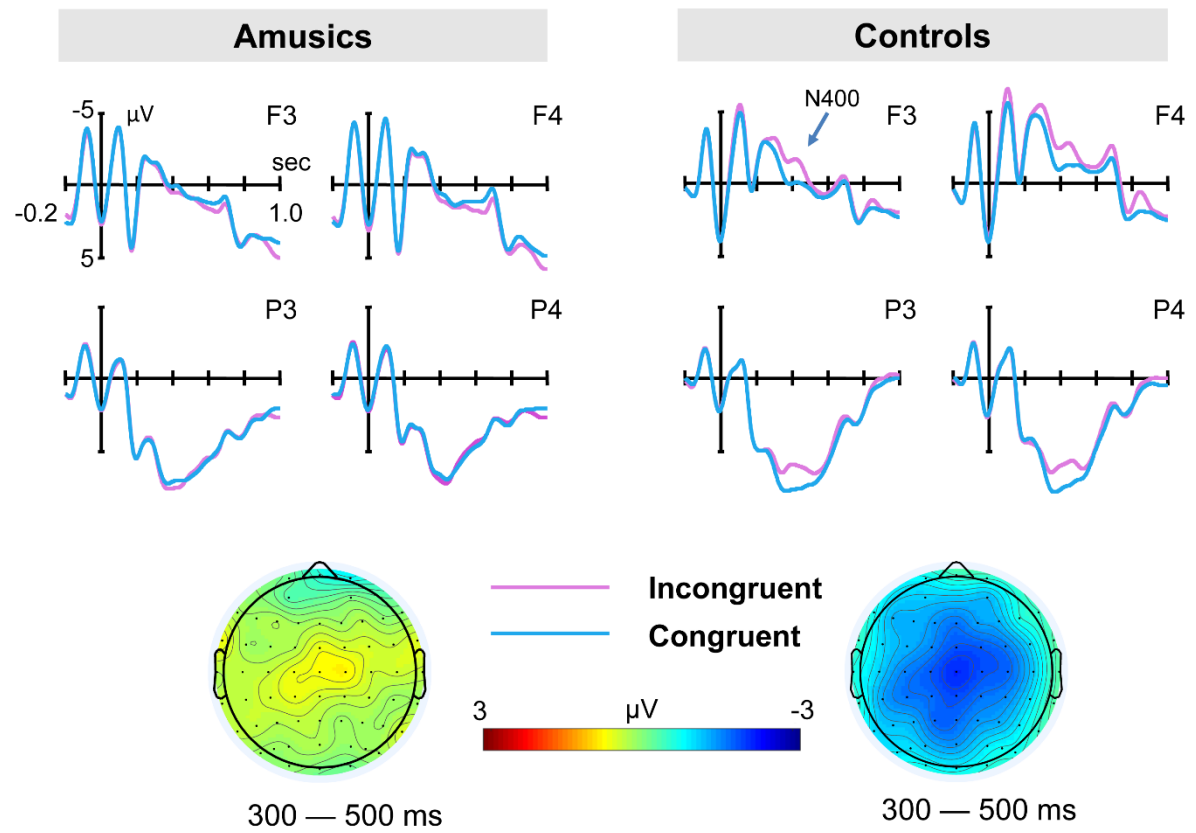 Amusics
Controls
-5 µV F3 F4
sec
-0.2 1.0
5
N400
F3 F4
P3 P4
P3 P4
Incongruent
Congruent
3 µV -3
300 — 500 ms
300 — 500 ms